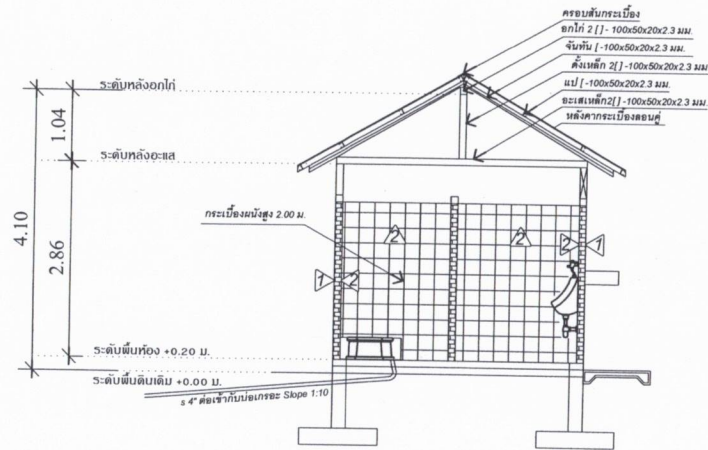 ครอบสันกระเบื้อง
อกไก่ 2 [ ] - 100x50x20x2.3 มม.
จันทัน [ -100x50x20x2.3 มม.
ดั้งเหล็ก 2[ ] -100x50x20x2.3 มม.
แป [ -100x50x20x2.3 มม.
อะเสเหล็ก2[ ] -100x50x20x2.3 มม.
หลังคากระเบื้องลอนคู่
ระดับหลังอกไก่
1.04
ระดับหลังอะแส
4.10
2.86
กระเบื้องผนังสูง 2.00 ม.
2
2
2
1
1
2
ระดับพื้นห้อง +0.20 ม.
ระดับพื้นดินเดิม +0.00 ม.
s 4" ต่อเข้ากับบ่อเกรอะ Slope 1:10